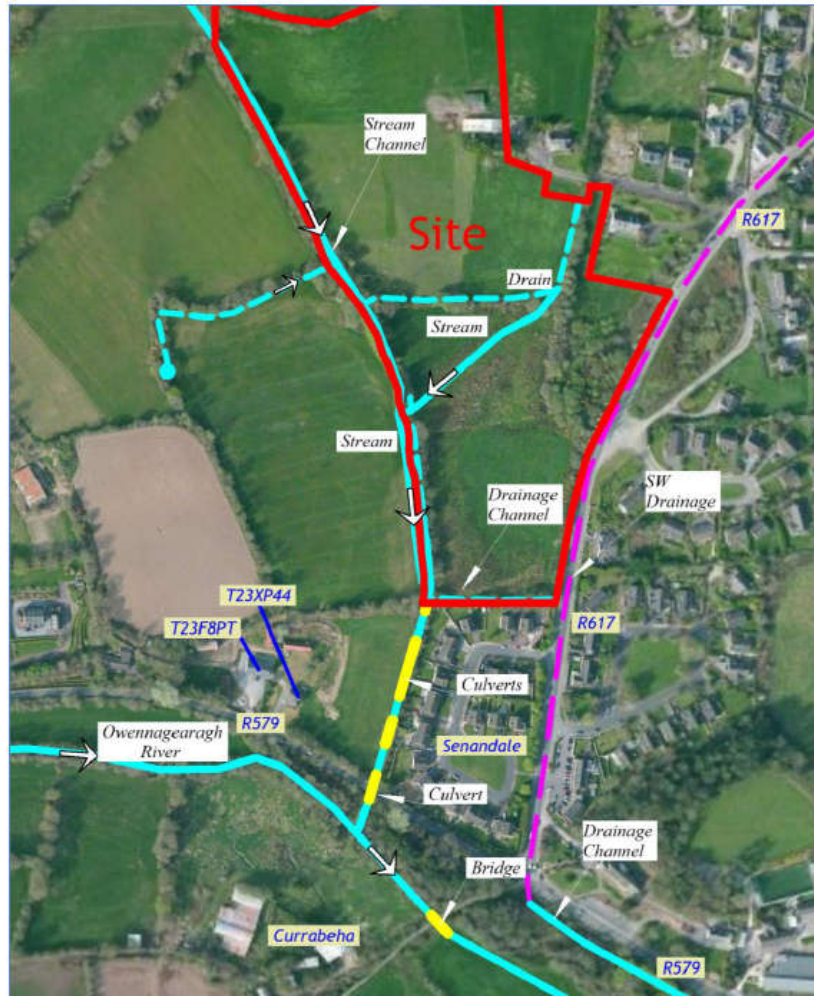 Stream
Channel
R617
Site
Drain
Stream
Stream
SW
Drainage
Drainage
Channel
T23XP44
T23F8PT
R617
Culverts
R579
Owennagearagh
River
Senandale
Culvert
Drainage
Channel
Bridge
Currabeha
R579